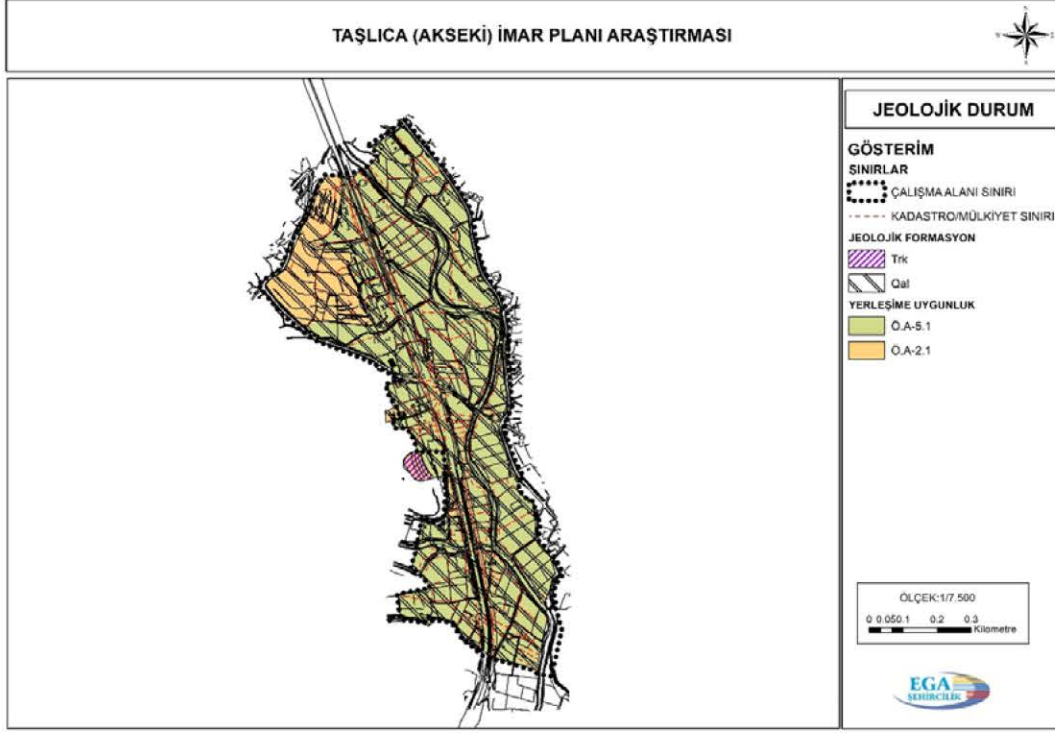 TAŞLICA (AKSEKİ) İMAR PLANI ARAŞTIRMASI
JEOLOJİK DURUM
GÖSTERİM
SINIRLAR
ÇALIŞMA ALANI SINIRI
KADASTRO/MÜLKİYET SINIRI
JEOLOJİK FORMASYON
Trk
Qal
YERLEŞİME UYGUNLUK
Ö.A-5.1
Ö.A-2.1
ÖLÇEK:1/7.500
0 0.050.1 0.2 0.3
Kilometre
EGA
ŞEHİRCİLİK